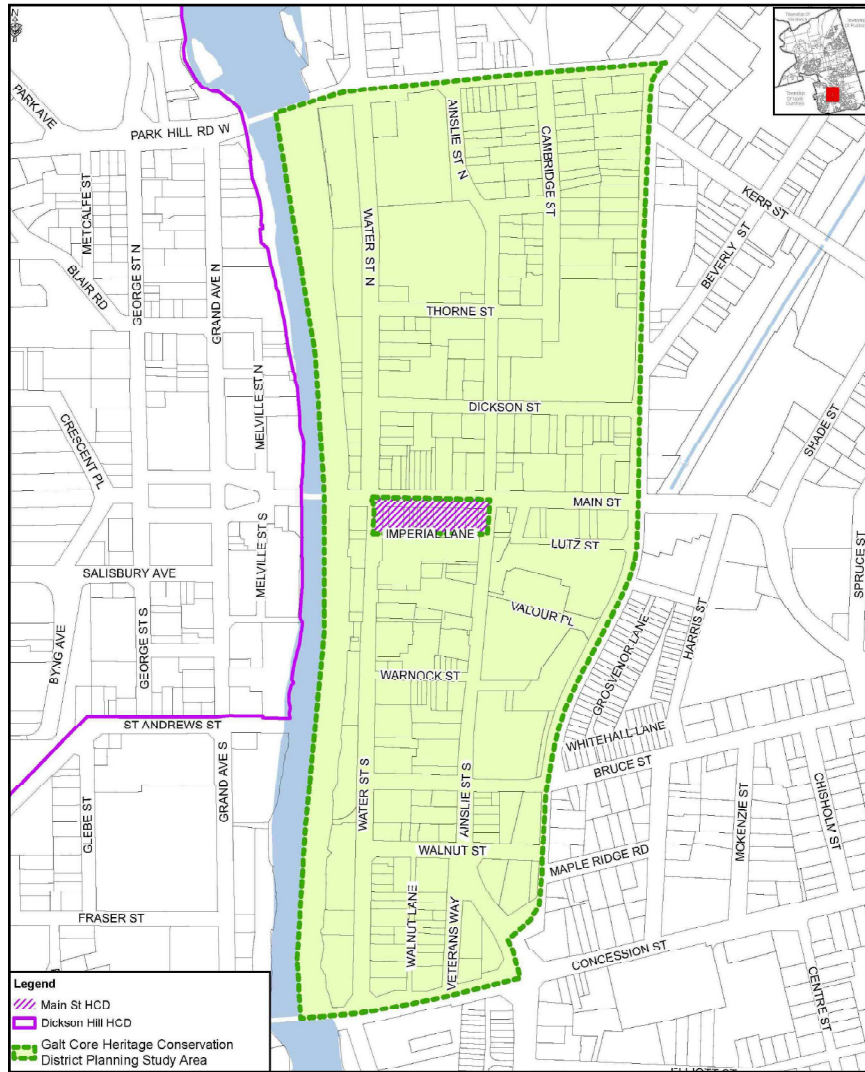 PARK AVE
PARK HILL RD W
METCALFE ST
GEORGE ST N
GRAND AVE N
BLAIR RD
MELVILLE ST N
CRESCENT PL
MELVILLE ST S
SALISBURY AVE
BYNG AVE
GEORGE ST S
ST ANDREWS ST
GLEBE ST
GRAND AVE S
FRASER ST
AINSLIE ST N
CAMBRIDGE ST
WATER ST N
THORNE ST
DICKSON ST
MAIN ST
IMPERIAL LANE
LUTZ ST
VALOUR PL
WARNOCK ST
WATER ST S
AINSLIE ST S
WALNUT ST
WALNUT LANE
VETERANS WAY
KERR ST
BEVERLY ST
SHADE ST
SPRUCE ST
HARRIS ST
GROSVENOR LANE
WHITEHALL LANE
BRUCE ST
MCKENZIE ST
CHISHOLM ST
MAPLE RIDGE RD
CONCESSION ST
CENTRE ST
ELLIOTT ST
Legend
Main St HCD
Dickson Hill HCD
Galt Core Heritage Conservation
District Planning Study Area